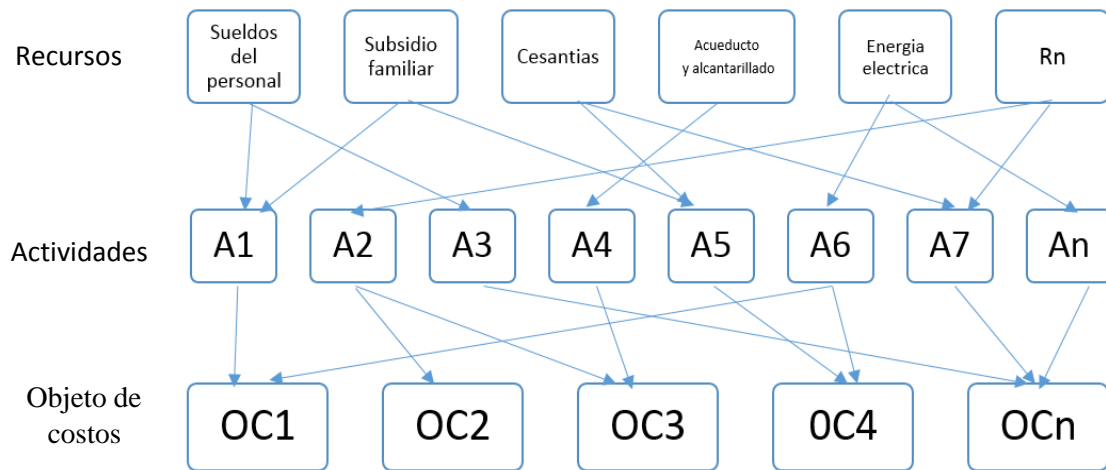 Recursos
Sueldos
del
personal
Subsidio
familiar
Cesantias
Acueducto
y alcantarillado
Energia
electrica
Rn
Actividades
A1
A2
A3
A4
A5
A6
A7
An
Objeto de
costos
OC1
OC2
OC3
0C4
OCn